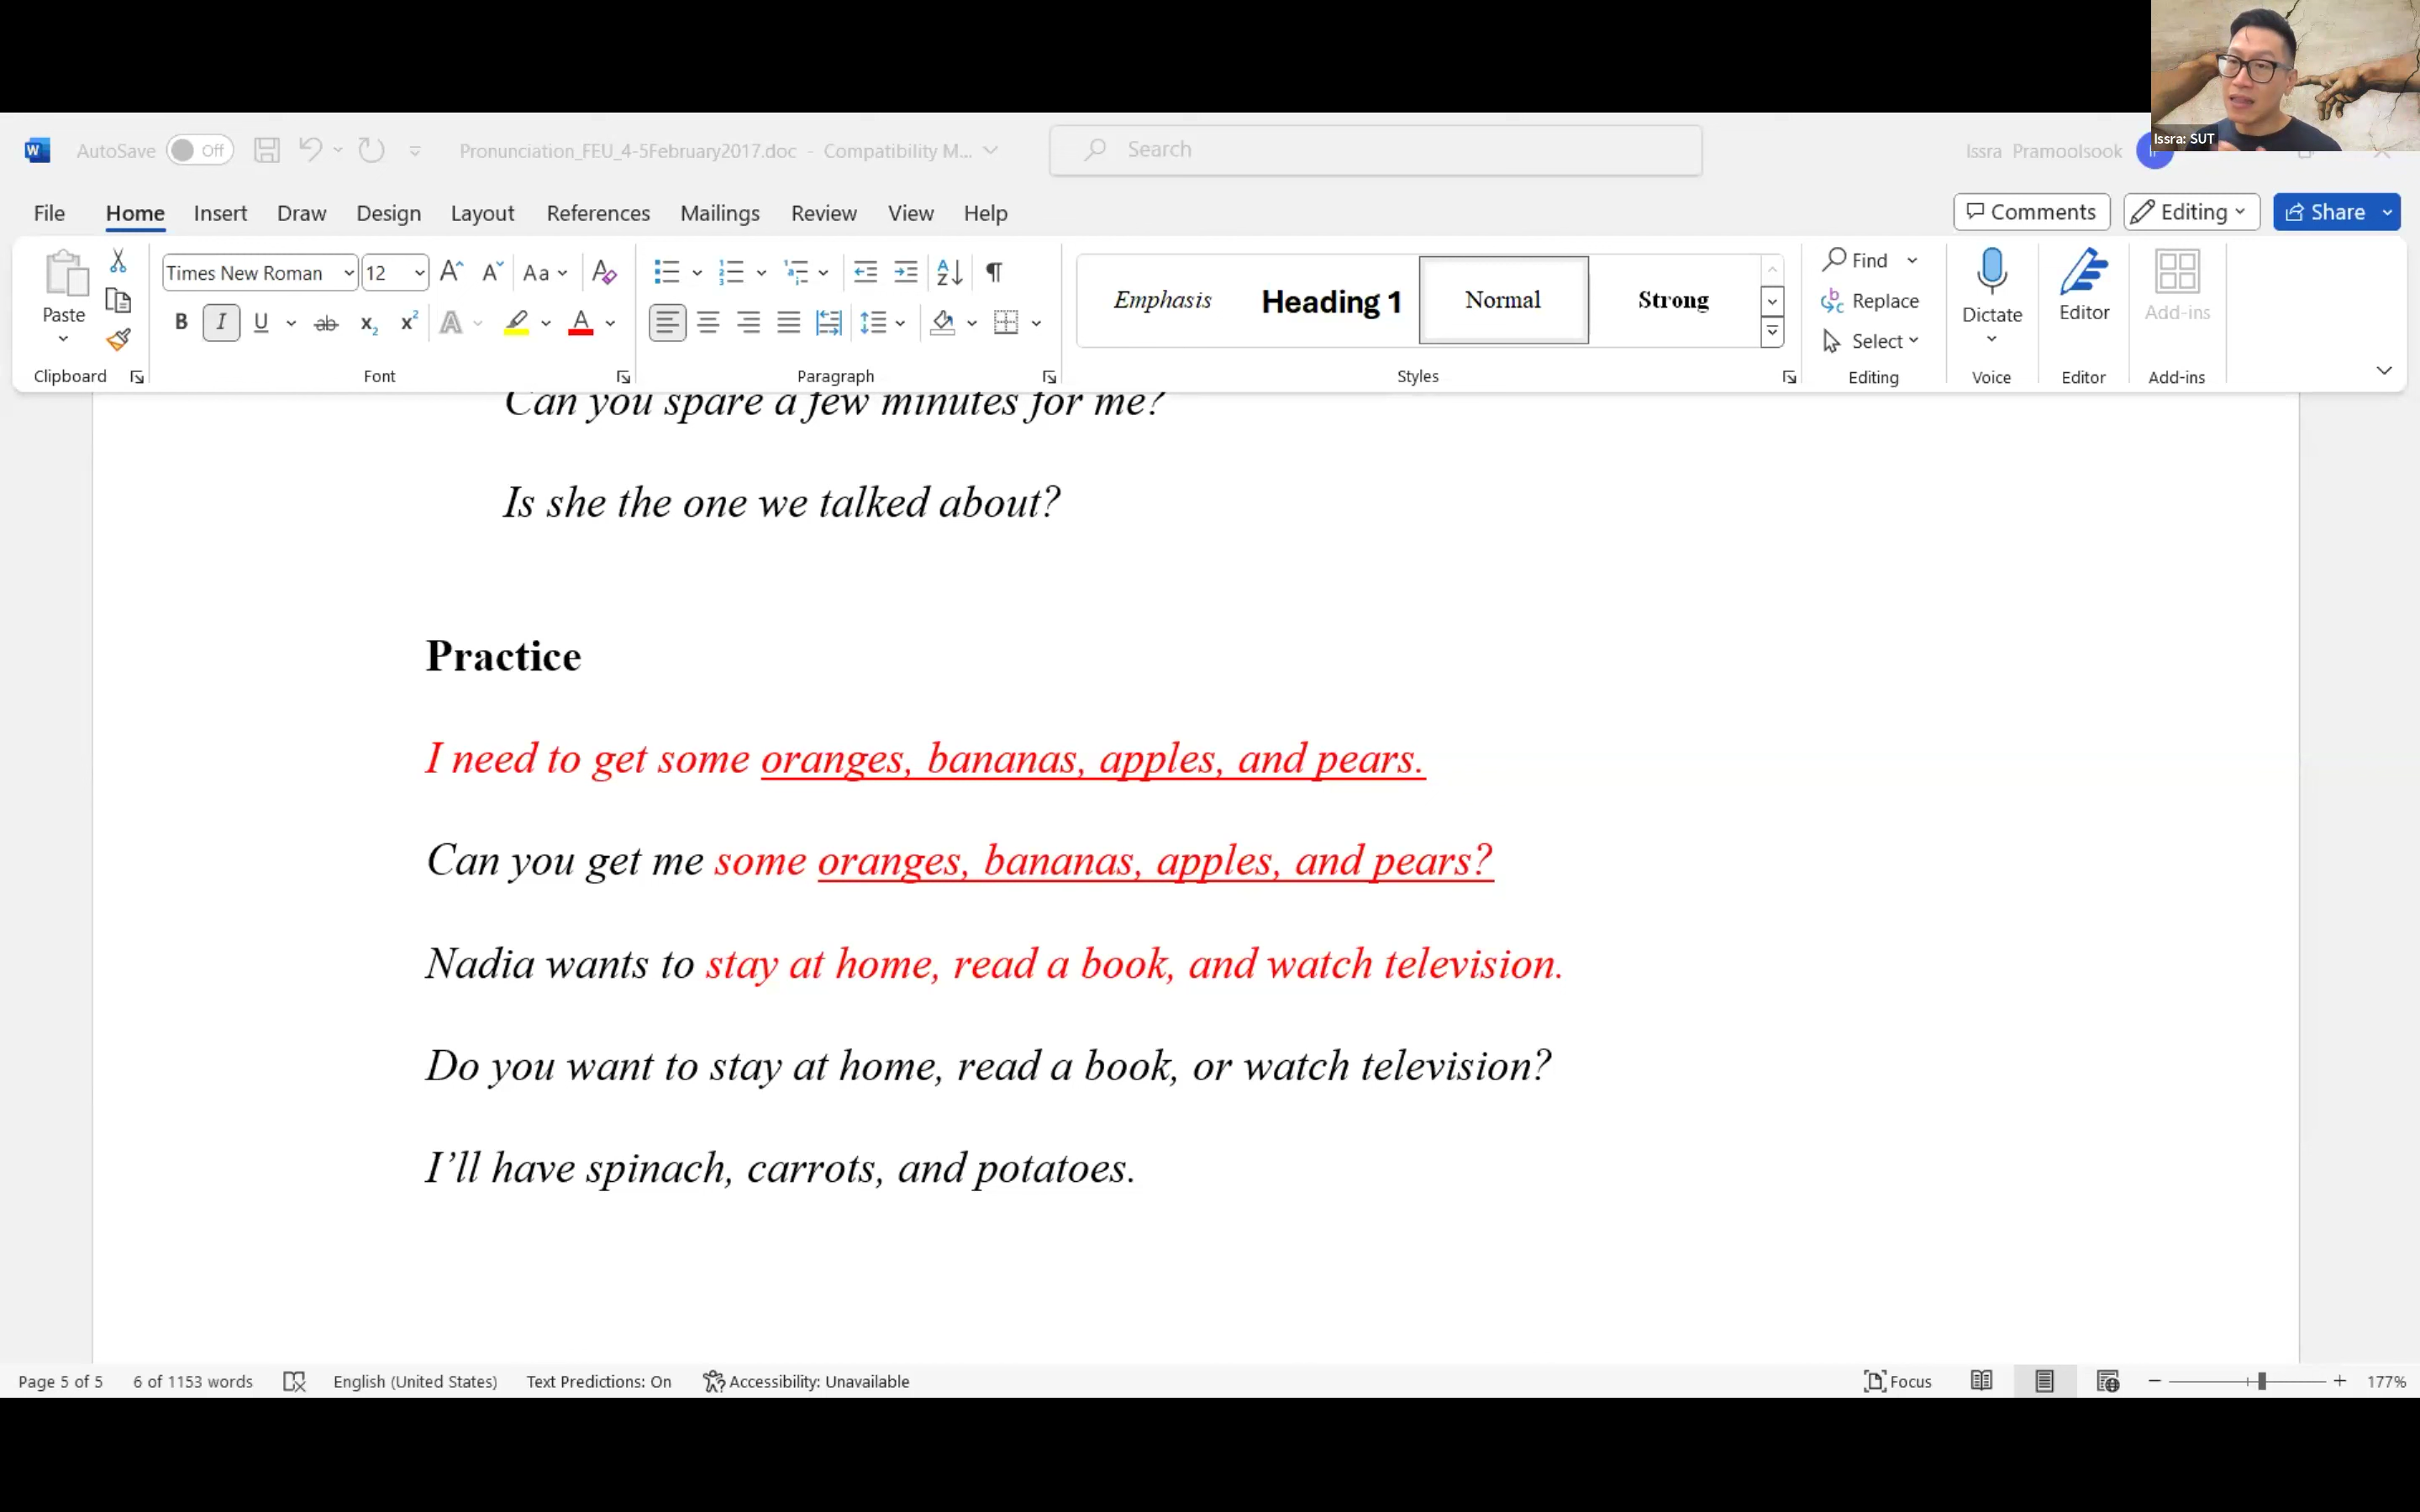 Issra: SUT
AutoSave Off Pronunciation_FEU_4-5February2017.doc - Compatibility M... Search Issra Pramoolsook
File Home Insert Draw Design Layout References Mailings Review View Help Comments Editing Share
Paste Times New Roman 12 Aa Emphasis Heading 1 Normal Strong Find Replace Select Dictate Editor Add-ins
Clipboard Font Paragraph Styles Editing Voice Editor Add-ins
Can you spare a few minutes for me?
Is she the one we talked about?
Practice
I need to get some oranges, bananas, apples, and pears.
Can you get me some oranges, bananas, apples, and pears?
Nadia wants to stay at home, read a book, and watch television.
Do you want to stay at home, read a book, or watch television?
I’ll have spinach, carrots, and potatoes.
Page 5 of 5 6 of 1153 words English (United States) Text Predictions: On Accessibility: Unavailable Focus 177%